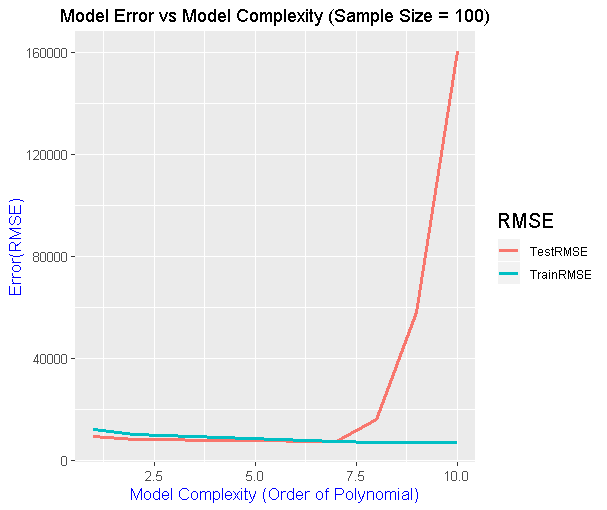 Model Error vs Model Complexity (Sample Size = 100)
160000
120000
80000
40000
0
Error(RMSE)
2.5
5.0
7.5
10.0
Model Complexity (Order of Polynomial)
RMSE
TestRMSE
TrainRMSE